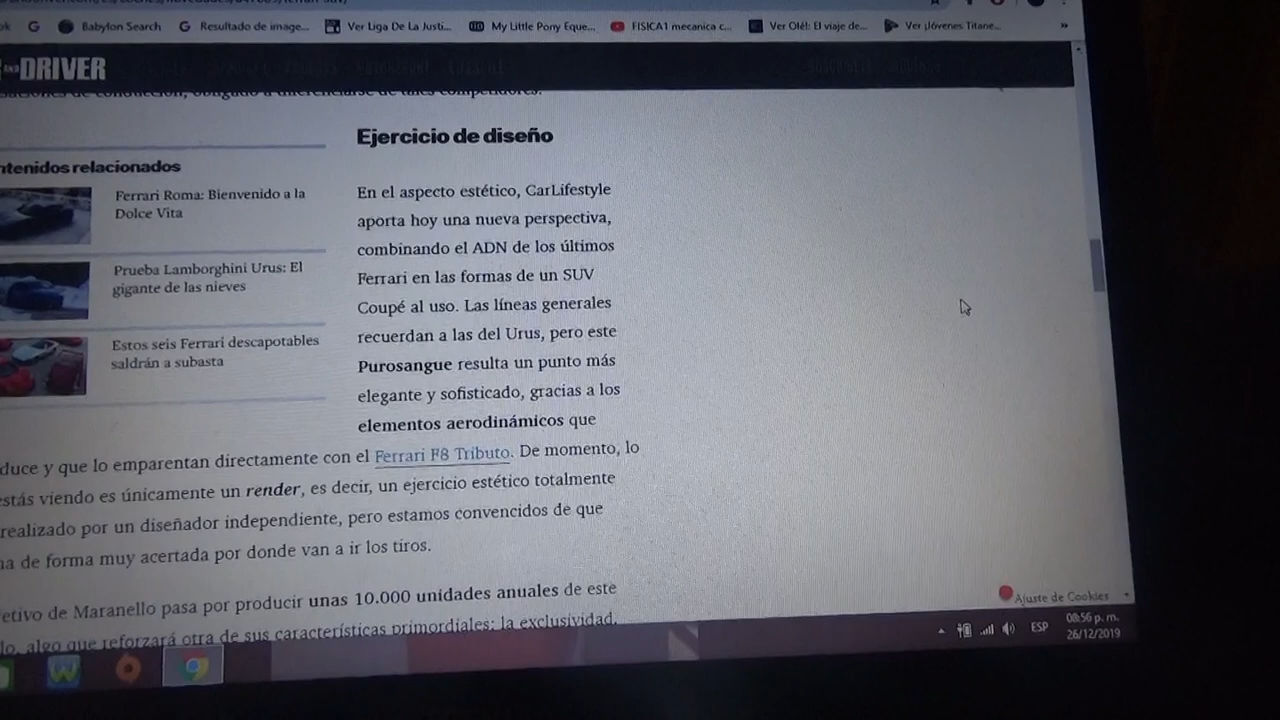 Babylon Search
Resultado de image...
Ver Liga De La Justi...
My Little Pony Eque...
FISICA1 mecanica c...
Ver Olé!: El viaje de...
Ver ¡Jóvenes Titane...
»
DRIVER
obligado a diferenciarse de tales competidores.
ntenidos relacionados
Ferrari Roma: Bienvenido a la
Dolce Vita
Prueba Lamborghini Urus: El
gigante de las nieves
Estos seis Ferrari descapotables
saldrán a subasta
Ejercicio de diseño
En el aspecto estético, CarLifestyle
aporta hoy una nueva perspectiva,
combinando el ADN de los últimos
Ferrari en las formas de un SUV
Coupé al uso. Las líneas generales
recuerdan a las del Urus, pero este
Purosangue resulta un punto más
elegante y sofisticado, gracias a los
elementos aerodinámicos que
duce y que lo emparentan directamente con el Ferrari F8 Tributo. De momento, lo
estás viendo es únicamente un render, es decir, un ejercicio estético totalmente
realizado por un diseñador independiente, pero estamos convencidos de que
na de forma muy acertada por donde van a ir los tiros.
etivo de Maranello pasa por producir unas 10.000 unidades anuales de este
lo, algo que reforzará otra de sus características primordiales: la exclusividad.
Ajuste de Cookies
ESP
08:56 p. m.
26/12/2019